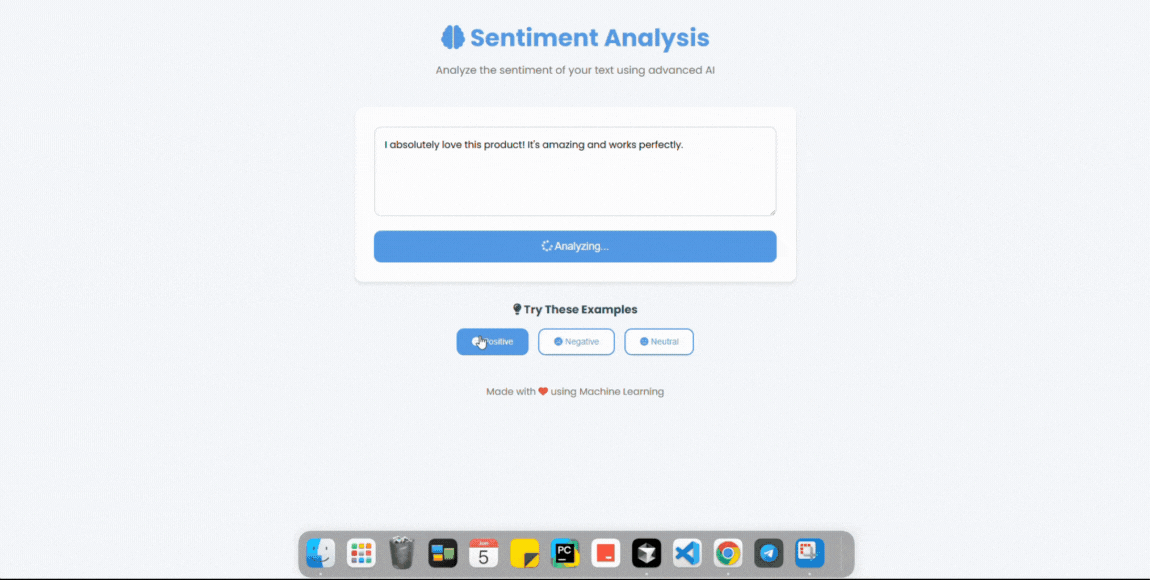 Sentiment Analysis
Analyze the sentiment of your text using advanced AI
I absolutely love this product! It's amazing and works perfectly.
Analyzing...
Try These Examples
Positive Negative Neutral
Made with using Machine Learning
5
PC